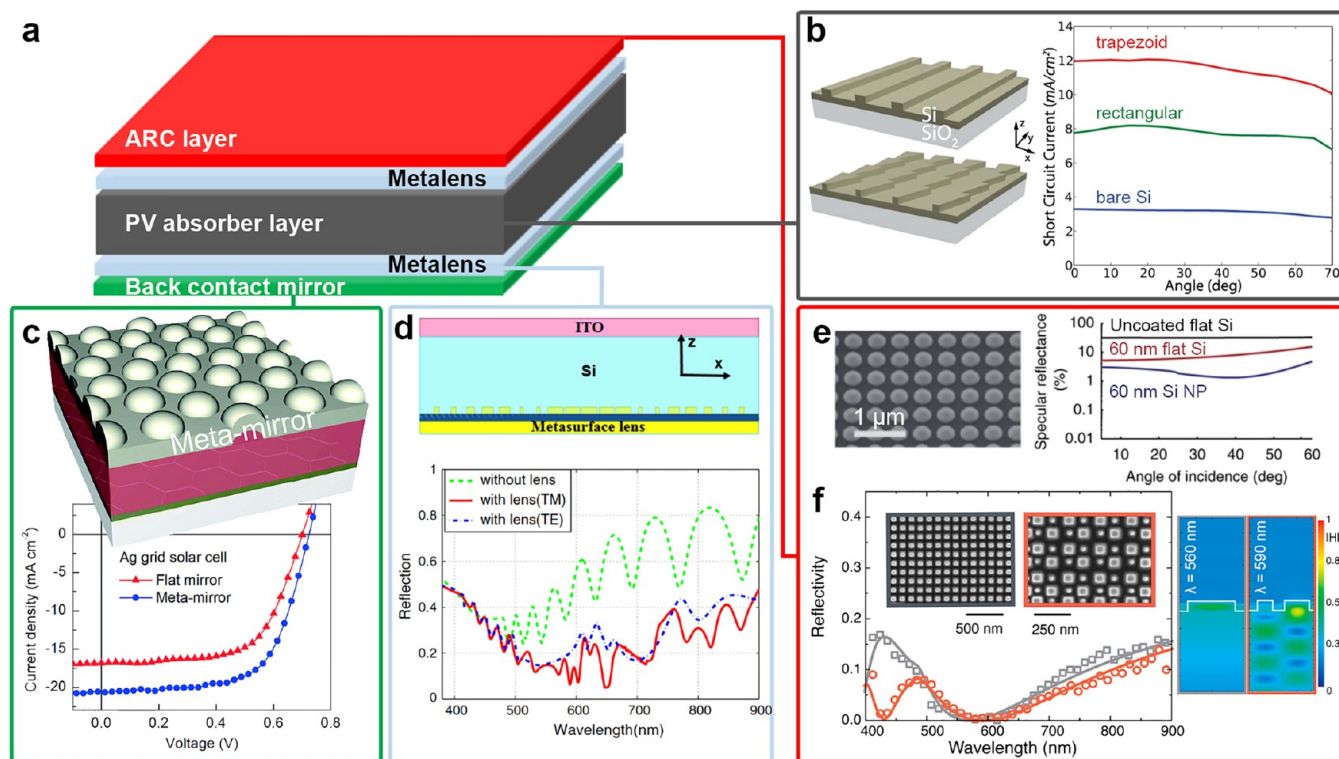 a
ARC layer
Metalens
PV absorber layer
Metalens
Back contact mirror
b
Si
SiO2
z
y
x
Short Circuit Current (mA/cm²)
14
12
10
8
6
4
2
0
trapezoid
rectangular
bare Si
0 10 20 30 40 50 60 70
Angle (deg)
c
Meta-mirror
Current density (mA cm⁻²)
0
-5
-10
-15
-20
Ag grid solar cell
Flat mirror
Meta-mirror
0.0 0.2 0.4 0.6 0.8
Voltage (V)
d
ITO
z
x
Si
Metasurface lens
Reflection
1
0.8
0.6
0.4
0.2
0
without lens
with lens(TM)
with lens(TE)
400 500 600 700 800 900
Wavelength(nm)
e
1 µm
Specular reflectance
(%)
100
10
1
0.1
0.01
Uncoated flat Si
60 nm flat Si
60 nm Si NP
10 20 30 40 50 60
Angle of incidence (deg)
f
Reflectivity
0.4
0.3
0.2
0.1
0.0
500 nm
250 nm
400 500 600 700 800 900
Wavelength (nm)
λ = 560 nm
λ = 590 nm
1
0.8
0.5
0.3
0